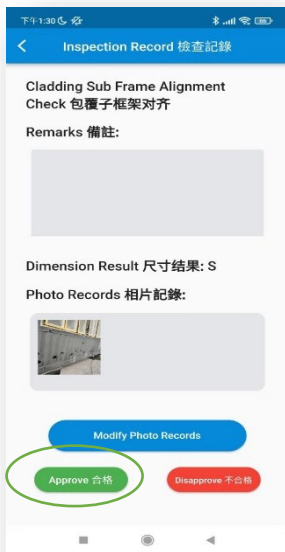 下午1:30
Inspection Record 檢查記錄
Cladding Sub Frame Alignment
Check 包覆子框架对齐
Remarks 備註:
Dimension Result 尺寸结果: S
Photo Records 相片記錄:
Modify Photo Records
Approve 合格
Disapprove 不合格